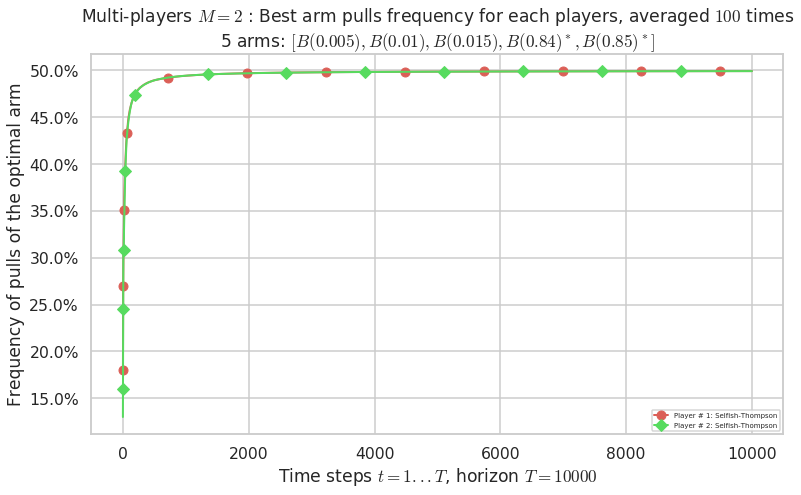 Multi-players M = 2 : Best arm pulls frequency for each players, averaged 100 times
5 arms: [B(0.005), B(0.01), B(0.015), B(0.84)*, B(0.85)*]
Frequency of pulls of the optimal arm
50.0%
45.0%
40.0%
35.0%
30.0%
25.0%
20.0%
15.0%
Player # 1: Selfish-Thompson
Player # 2: Selfish-Thompson
0 2000 4000 6000 8000 10000
Time steps t = 1...T, horizon T = 10000